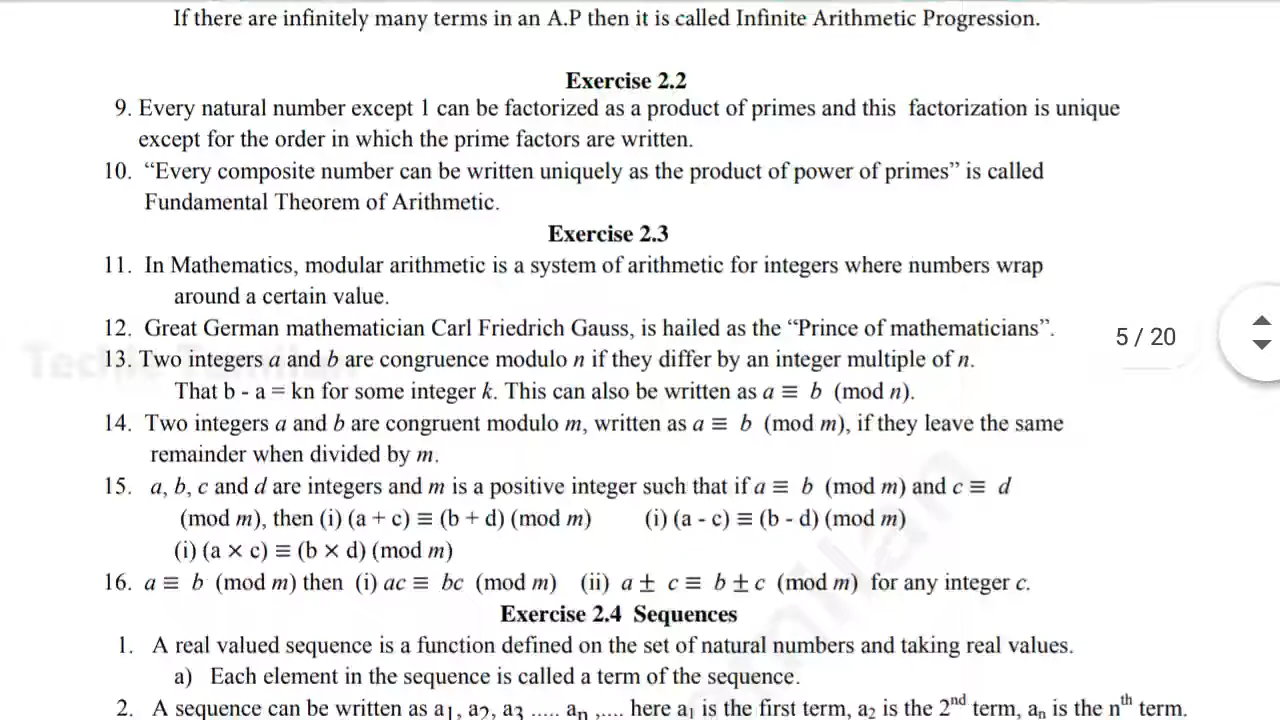 If there are infinitely many terms in an A.P then it is called Infinite Arithmetic Progression.
Exercise 2.2
9. Every natural number except 1 can be factorized as a product of primes and this factorization is unique
except for the order in which the prime factors are written.
10. “Every composite number can be written uniquely as the product of power of primes” is called
Fundamental Theorem of Arithmetic.
Exercise 2.3
11. In Mathematics, modular arithmetic is a system of arithmetic for integers where numbers wrap
around a certain value.
12. Great German mathematician Carl Friedrich Gauss, is hailed as the “Prince of mathematicians”.
5 / 20
13. Two integers a and b are congruence modulo n if they differ by an integer multiple of n.
That b - a = kn for some integer k. This can also be written as a ≡ b (mod n).
14. Two integers a and b are congruent modulo m, written as a ≡ b (mod m), if they leave the same
remainder when divided by m.
15. a, b, c and d are integers and m is a positive integer such that if a ≡ b (mod m) and c ≡ d
(mod m), then (i) (a + c) ≡ (b + d) (mod m) (i) (a - c) ≡ (b - d) (mod m)
(i) (a × c) ≡ (b × d) (mod m)
16. a ≡ b (mod m) then (i) ac ≡ bc (mod m) (ii) a ± c ≡ b ± c (mod m) for any integer c.
Exercise 2.4 Sequences
1. A real valued sequence is a function defined on the set of natural numbers and taking real values.
a) Each element in the sequence is called a term of the sequence.
2. A sequence can be written as a1, a2, a3 ..... an ,.... here a1 is the first term, a2 is the 2nd term, an is the nth term.